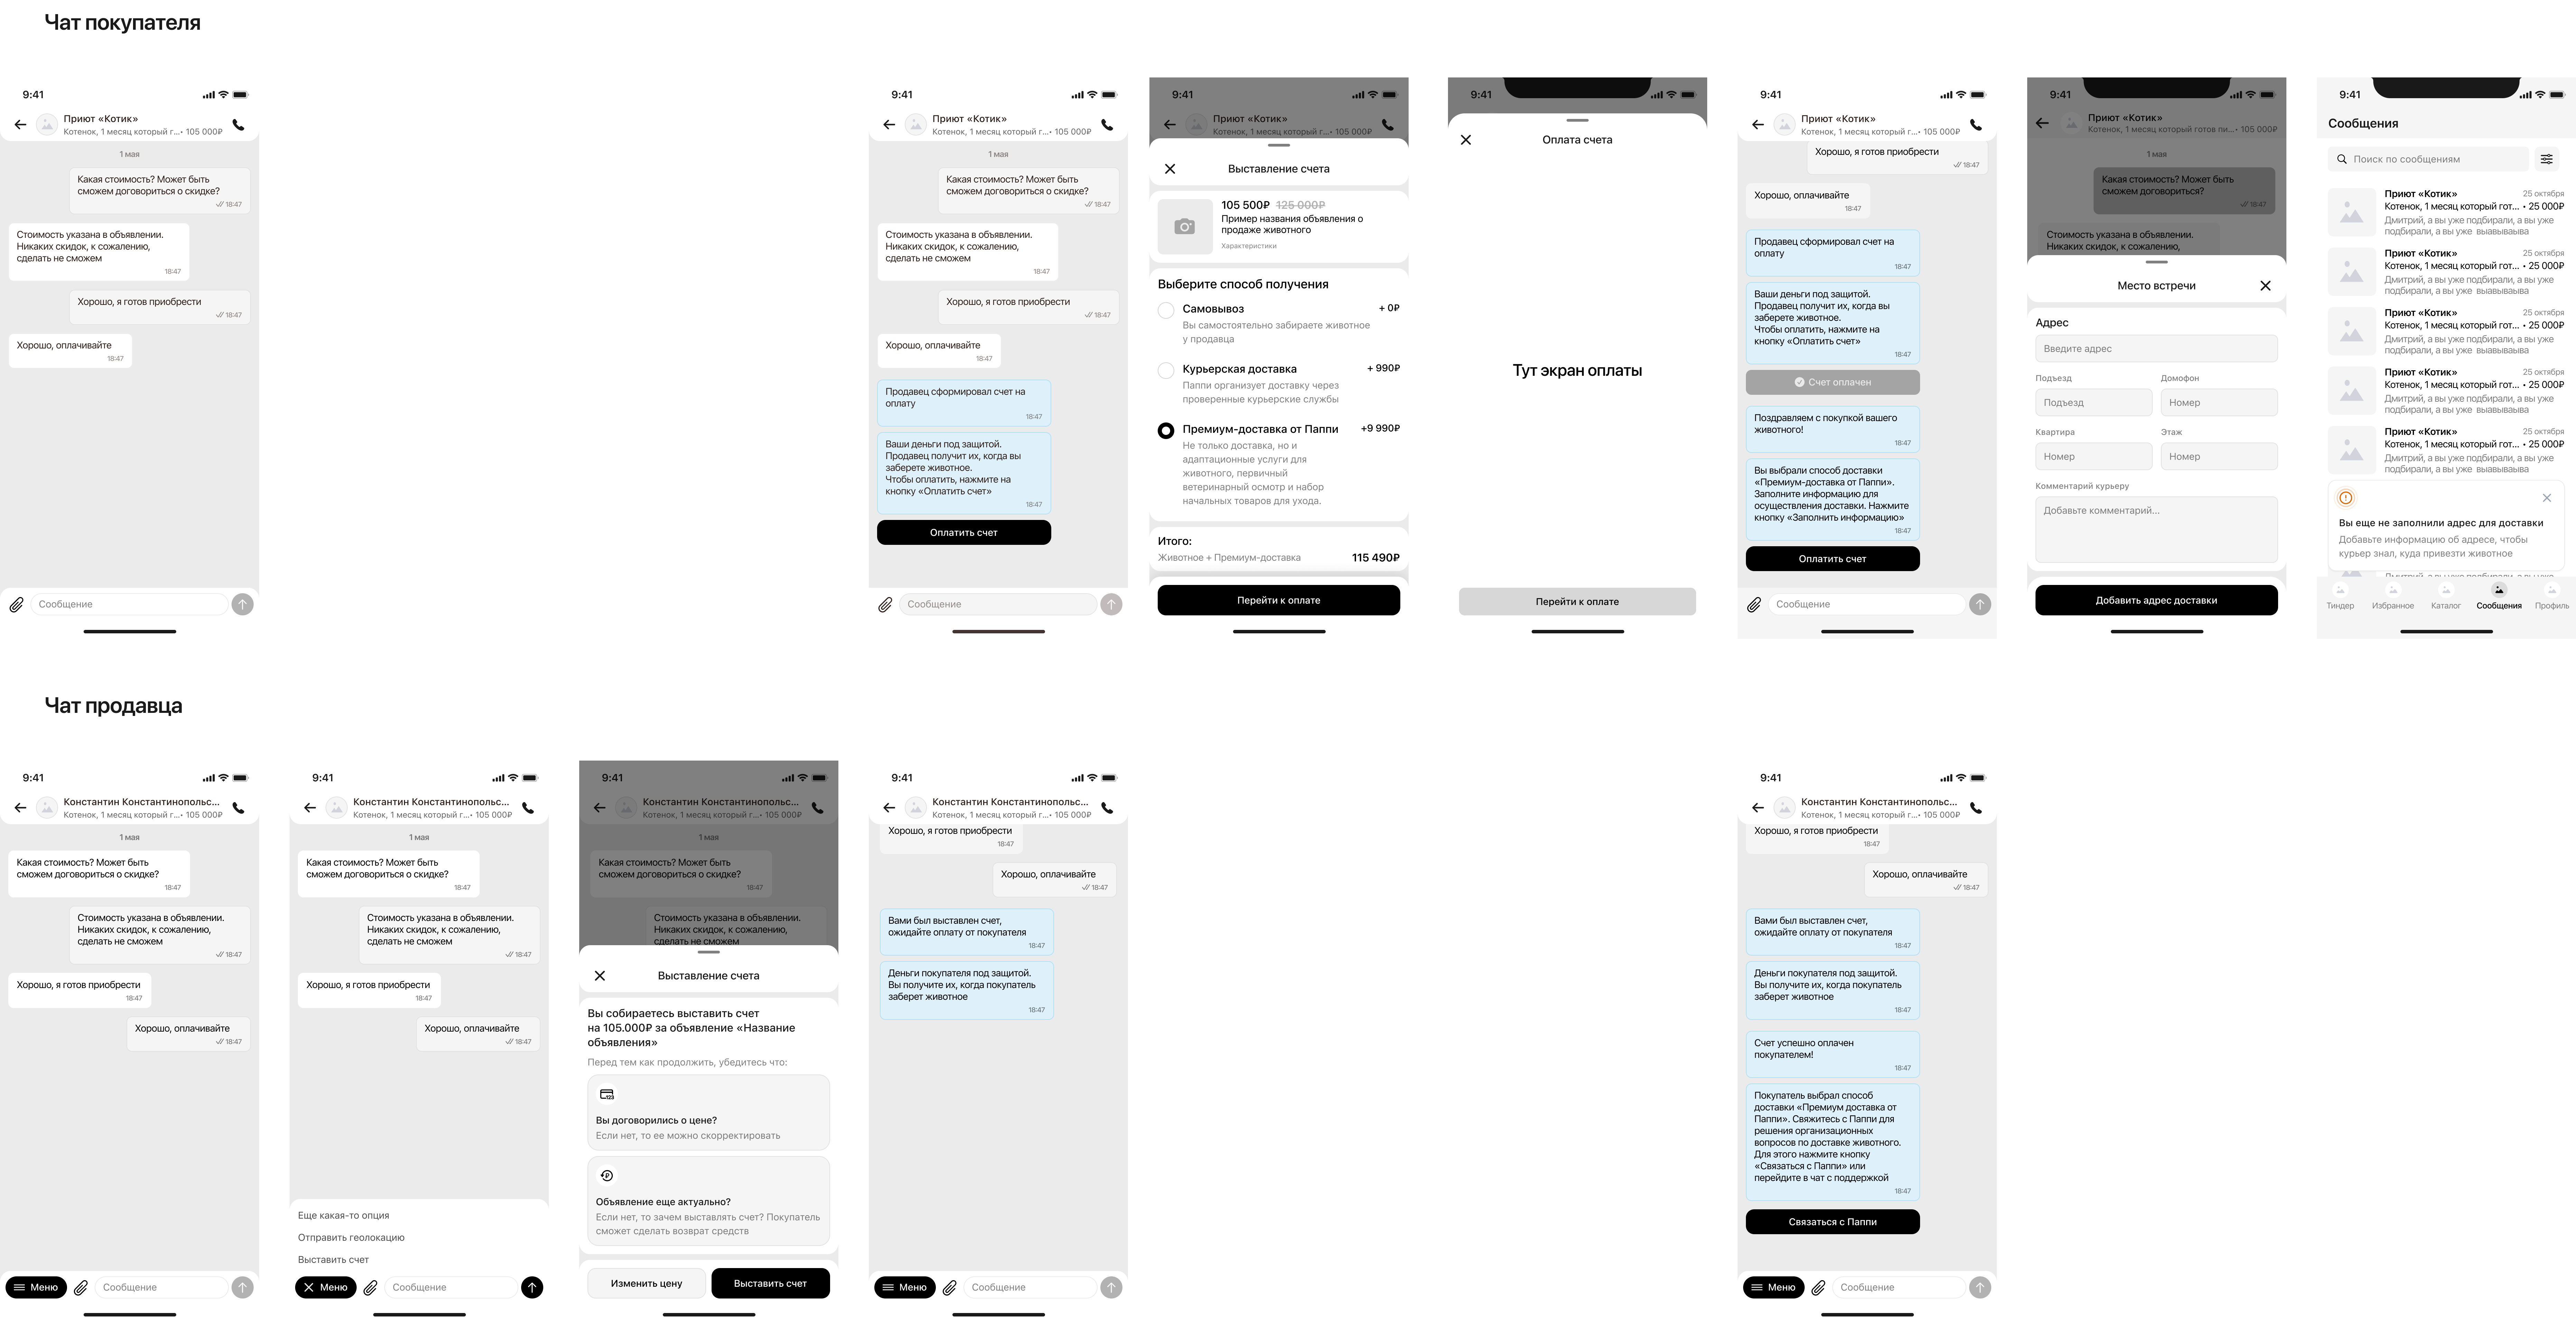 Чат покупателя
9:41
Приют «Котик»
Котенок, 1 месяц который г...• 105 000₽
1 мая
Какая стоимость? Может быть
сможем договориться о скидке?
18:47
Стоимость указана в объявлении.
Никаких скидок, к сожалению,
сделать не сможем
18:47
Хорошо, я готов приобрести
18:47
Хорошо, оплачивайте
18:47
Сообщение
9:41
Приют «Котик»
Котенок, 1 месяц который г...• 105 000₽
1 мая
Какая стоимость? Может быть
сможем договориться о скидке?
18:47
Стоимость указана в объявлении.
Никаких скидок, к сожалению,
сделать не сможем
18:47
Хорошо, я готов приобрести
18:47
Хорошо, оплачивайте
18:47
Продавец сформировал счет на
оплату
18:47
Ваши деньги под защитой.
Продавец получит их, когда вы
заберете животное.
Чтобы оплатить, нажмите на
кнопку «Оплатить счет»
18:47
Оплатить счет
Сообщение
9:41
Приют «Котик»
Котенок, 1 месяц который г...• 105 000₽
Выставление счета
105 500₽ 125 000₽
Пример названия объявления о
продаже животного
Характеристики
Выберите способ получения
Самовывоз + 0₽
Вы самостоятельно забираете животное
у продавца
Курьерская доставка + 990₽
Паппи организует доставку через
проверенные курьерские службы
Премиум-доставка от Паппи +9 990₽
Не только доставка, но и
адаптационные услуги для
животного, первичный
ветеринарный осмотр и набор
начальных товаров для ухода.
Итого:
Животное + Премиум-доставка 115 490₽
Перейти к оплате
9:41
Оплата счета
Тут экран оплаты
Перейти к оплате
9:41
Приют «Котик»
Котенок, 1 месяц который г...• 105 000₽
Хорошо, я готов приобрести
18:47
Хорошо, оплачивайте
18:47
Продавец сформировал счет на
оплату
18:47
Ваши деньги под защитой.
Продавец получит их, когда вы
заберете животное.
Чтобы оплатить, нажмите на
кнопку «Оплатить счет»
18:47
Счет оплачен
Поздравляем с покупкой вашего
животного!
18:47
Вы выбрали способ доставки
«Премиум-доставка от Паппи».
Заполните информацию для
осуществления доставки. Нажмите
кнопку «Заполнить информацию»
18:47
Оплатить счет
Сообщение
9:41
Приют «Котик»
Котенок, 1 месяц который готов пи...• 105 000₽
1 мая
Какая стоимость? Может быть
сможем договориться?
18:47
Стоимость указана в объявлении.
Никаких скидок, к сожалению,
Место встречи
Адрес
Введите адрес
Подъезд Домофон
Подъезд Номер
Квартира Этаж
Номер Номер
Комментарий курьеру
Добавьте комментарий...
Добавить адрес доставки
9:41
Сообщения
Поиск по сообщениям
Приют «Котик» 25 октября
Котенок, 1 месяц который гот... • 25 000₽
Дмитрий, а вы уже подбирали, а вы уже
подбирали, а вы уже вывываываа
Приют «Котик» 25 октября
Котенок, 1 месяц который гот... • 25 000₽
Дмитрий, а вы уже подбирали, а вы уже
подбирали, а вы уже вывываываа
Приют «Котик» 25 октября
Котенок, 1 месяц который гот... • 25 000₽
Дмитрий, а вы уже подбирали, а вы уже
подбирали, а вы уже вывываываа
Приют «Котик» 25 октября
Котенок, 1 месяц который гот... • 25 000₽
Дмитрий, а вы уже подбирали, а вы уже
подбирали, а вы уже вывываываа
Приют «Котик» 25 октября
Котенок, 1 месяц который гот... • 25 000₽
Дмитрий, а вы уже подбирали, а вы уже
подбирали, а вы уже вывываываа
Вы еще не заполнили адрес для доставки
Добавьте информацию об адресе, чтобы
курьер знал, куда привезти животное
Тиндер Избранное Каталог Сообщения Профиль
Чат продавца
9:41
Константин Константинопольс...
Котенок, 1 месяц который г...• 105 000₽
1 мая
Какая стоимость? Может быть
сможем договориться о скидке?
18:47
Стоимость указана в объявлении.
Никаких скидок, к сожалению,
сделать не сможем
18:47
Хорошо, я готов приобрести
18:47
Хорошо, оплачивайте
18:47
Меню Сообщение
9:41
Константин Константинопольс...
Котенок, 1 месяц который г...• 105 000₽
1 мая
Какая стоимость? Может быть
сможем договориться о скидке?
18:47
Стоимость указана в объявлении.
Никаких скидок, к сожалению,
сделать не сможем
18:47
Хорошо, я готов приобрести
18:47
Хорошо, оплачивайте
18:47
Еще какая-то опция
Отправить геолокацию
Выставить счет
Меню Сообщение
9:41
Константин Константинопольс...
Котенок, 1 месяц который г...• 105 000₽
1 мая
Какая стоимость? Может быть
сможем договориться о скидке?
18:47
Стоимость указана в объявлении.
Никаких скидок, к сожалению,
сделать не сможем
Выставление счета
Вы собираетесь выставить счет
на 105.000₽ за объявление «Название
объявления»
Перед тем как продолжить, убедитесь что:
Вы договорились о цене?
Если нет, то ее можно скорректировать
Объявление еще актуально?
Если нет, то зачем выставлять счет? Покупатель
сможет сделать возврат средств
Изменить цену Выставить счет
9:41
Константин Константинопольс...
Котенок, 1 месяц который г...• 105 000₽
Хорошо, я готов приобрести
18:47
Хорошо, оплачивайте
18:47
Вами был выставлен счет,
ожидайте оплату от покупателя
18:47
Деньги покупателя под защитой.
Вы получите их, когда покупатель
заберет животное
18:47
Меню Сообщение
9:41
Константин Константинопольс...
Котенок, 1 месяц который г...• 105 000₽
Хорошо, я готов приобрести
18:47
Хорошо, оплачивайте
18:47
Вами был выставлен счет,
ожидайте оплату от покупателя
18:47
Деньги покупателя под защитой.
Вы получите их, когда покупатель
заберет животное
18:47
Счет успешно оплачен
покупателем!
18:47
Покупатель выбрал способ
доставки «Премиум доставка от
Паппи». Свяжитесь с Паппи для
решения организационных
вопросов по доставке животного.
Для этого нажмите кнопку
«Связаться с Паппи» или
перейдите в чат с поддержкой
18:47
Связаться с Паппи
Меню Сообщение